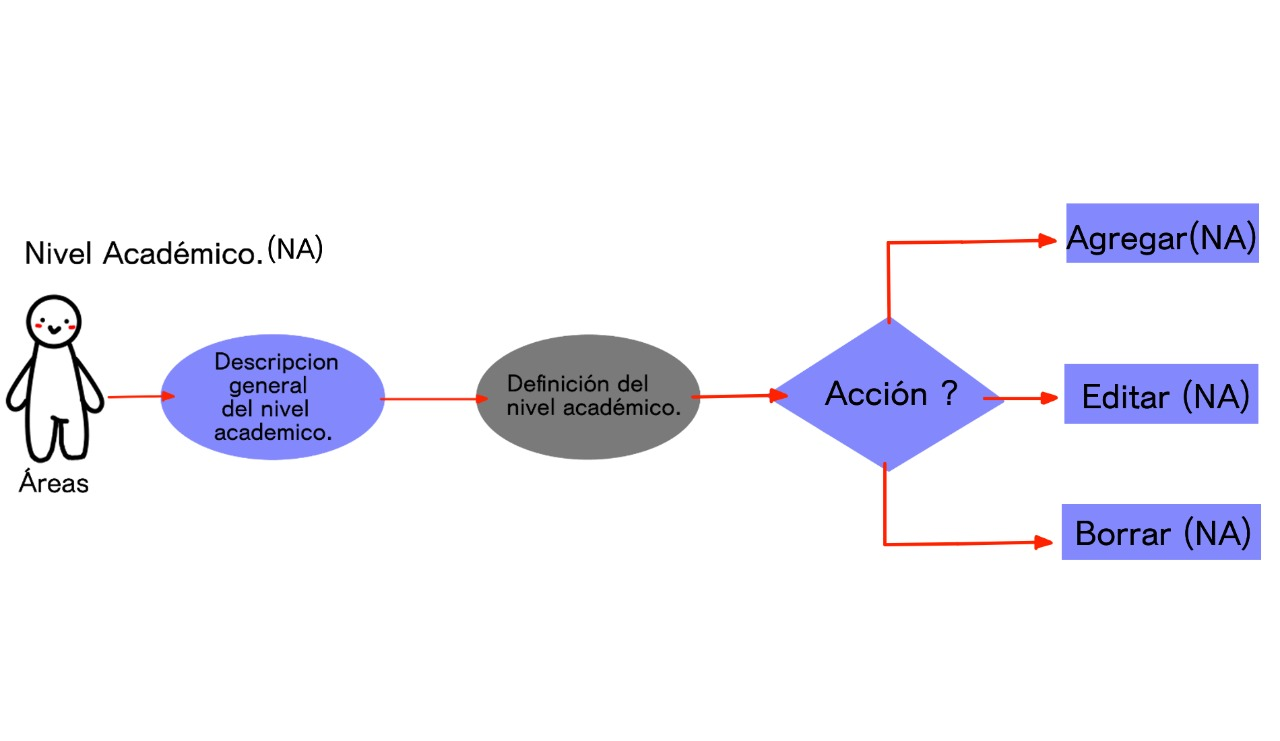 Nivel Académico.(NA)
Áreas
Descripcion
general
del nivel
academico.
Definición del
nivel académico.
Acción ?
Agregar(NA)
Editar (NA)
Borrar (NA)